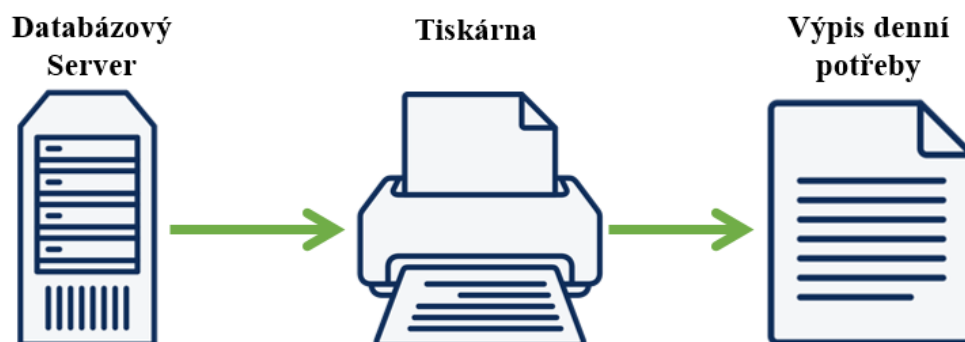 Databázový
Server
Tiskárna
Výpis denní
potřeby